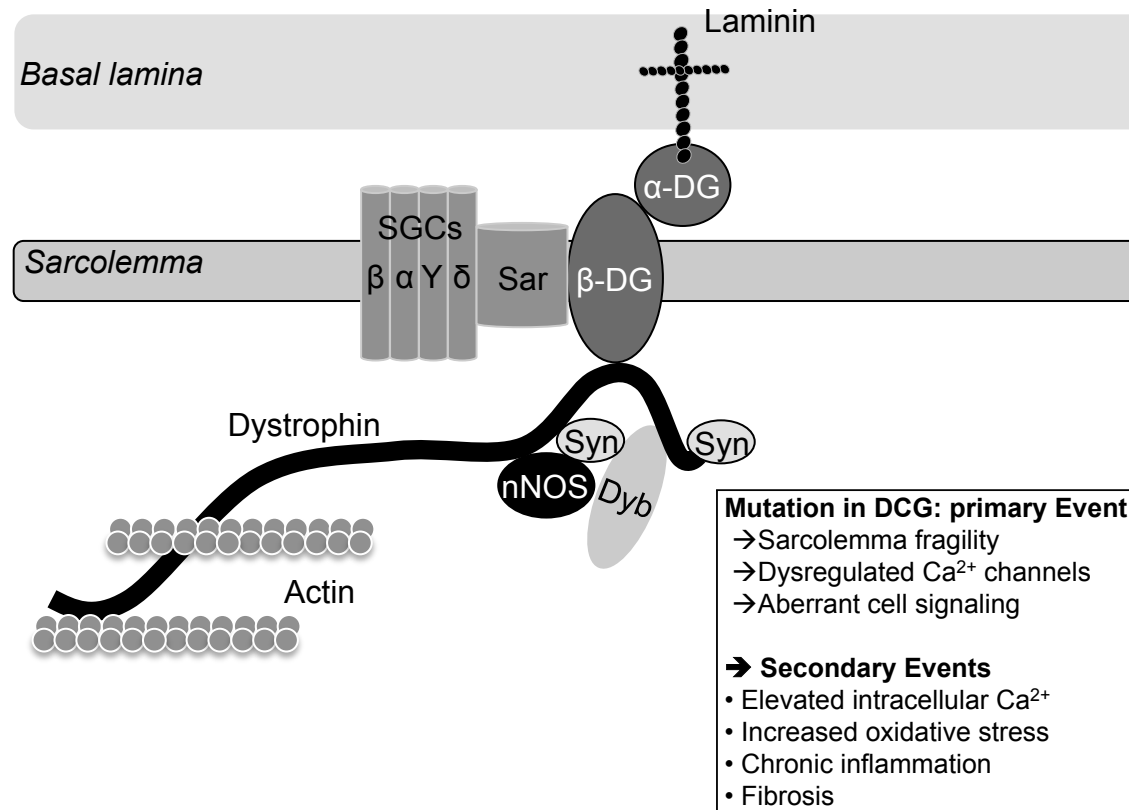 Laminin
Basal lamina
α-DG
SGCs
Sarcolemma
β α Υ δ
Sar
β-DG
Dystrophin
Syn
Syn
nNOS
Dyb
Actin
Mutation in DCG: primary Event
→Sarcolemma fragility
→Dysregulated Ca²⁺ channels
→Aberrant cell signaling
➔ Secondary Events
• Elevated intracellular Ca²⁺
• Increased oxidative stress
• Chronic inflammation
• Fibrosis